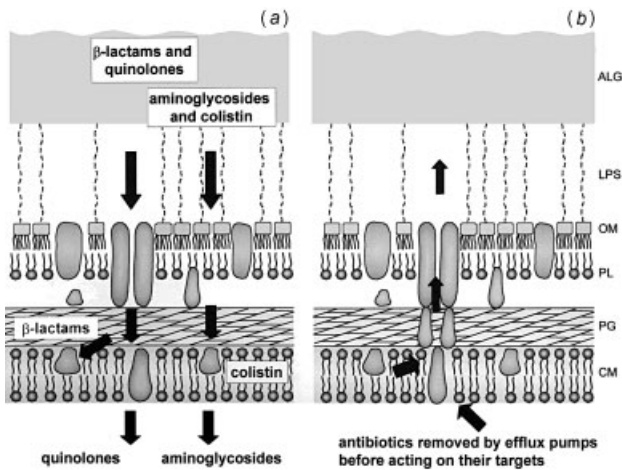 (a)
β-lactams and
quinolones
aminoglycosides
and colistin
β-lactams
colistin
quinolones
aminoglycosides
(b)
ALG
LPS
OM
PL
PG
CM
antibiotics removed by efflux pumps
before acting on their targets